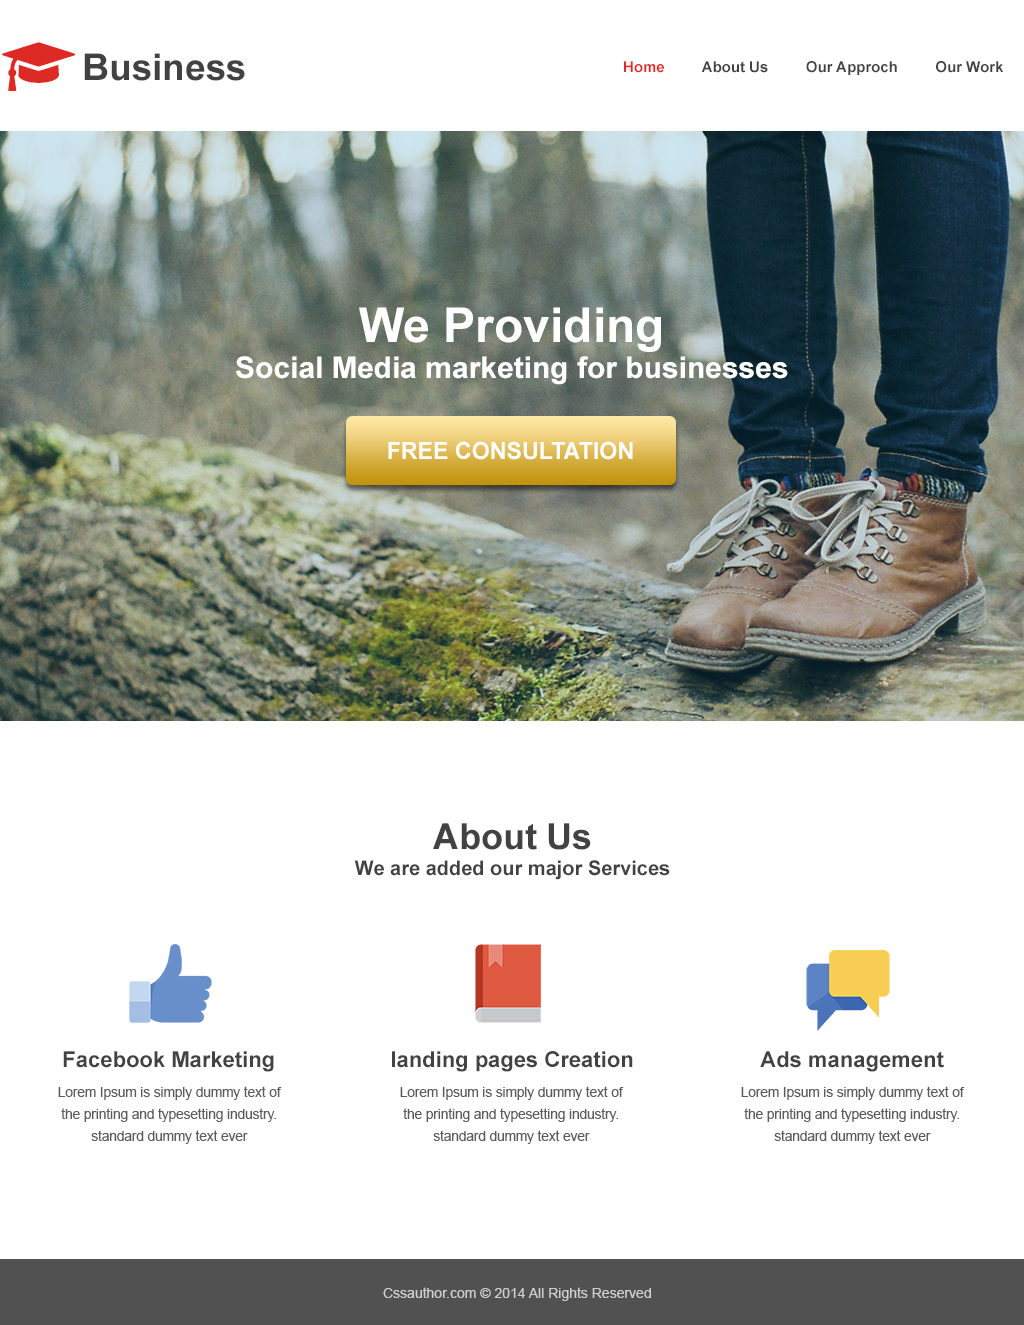 Business
Home
About Us
Our Approch
Our Work
We Providing
Social Media marketing for businesses
FREE CONSULTATION
About Us
We are added our major Services
Facebook Marketing
Lorem Ipsum is simply dummy text of
the printing and typesetting industry.
standard dummy text ever
landing pages Creation
Lorem Ipsum is simply dummy text of
the printing and typesetting industry.
standard dummy text ever
Ads management
Lorem Ipsum is simply dummy text of
the printing and typesetting industry.
standard dummy text ever
Cssauthor.com © 2014 All Rights Reserved